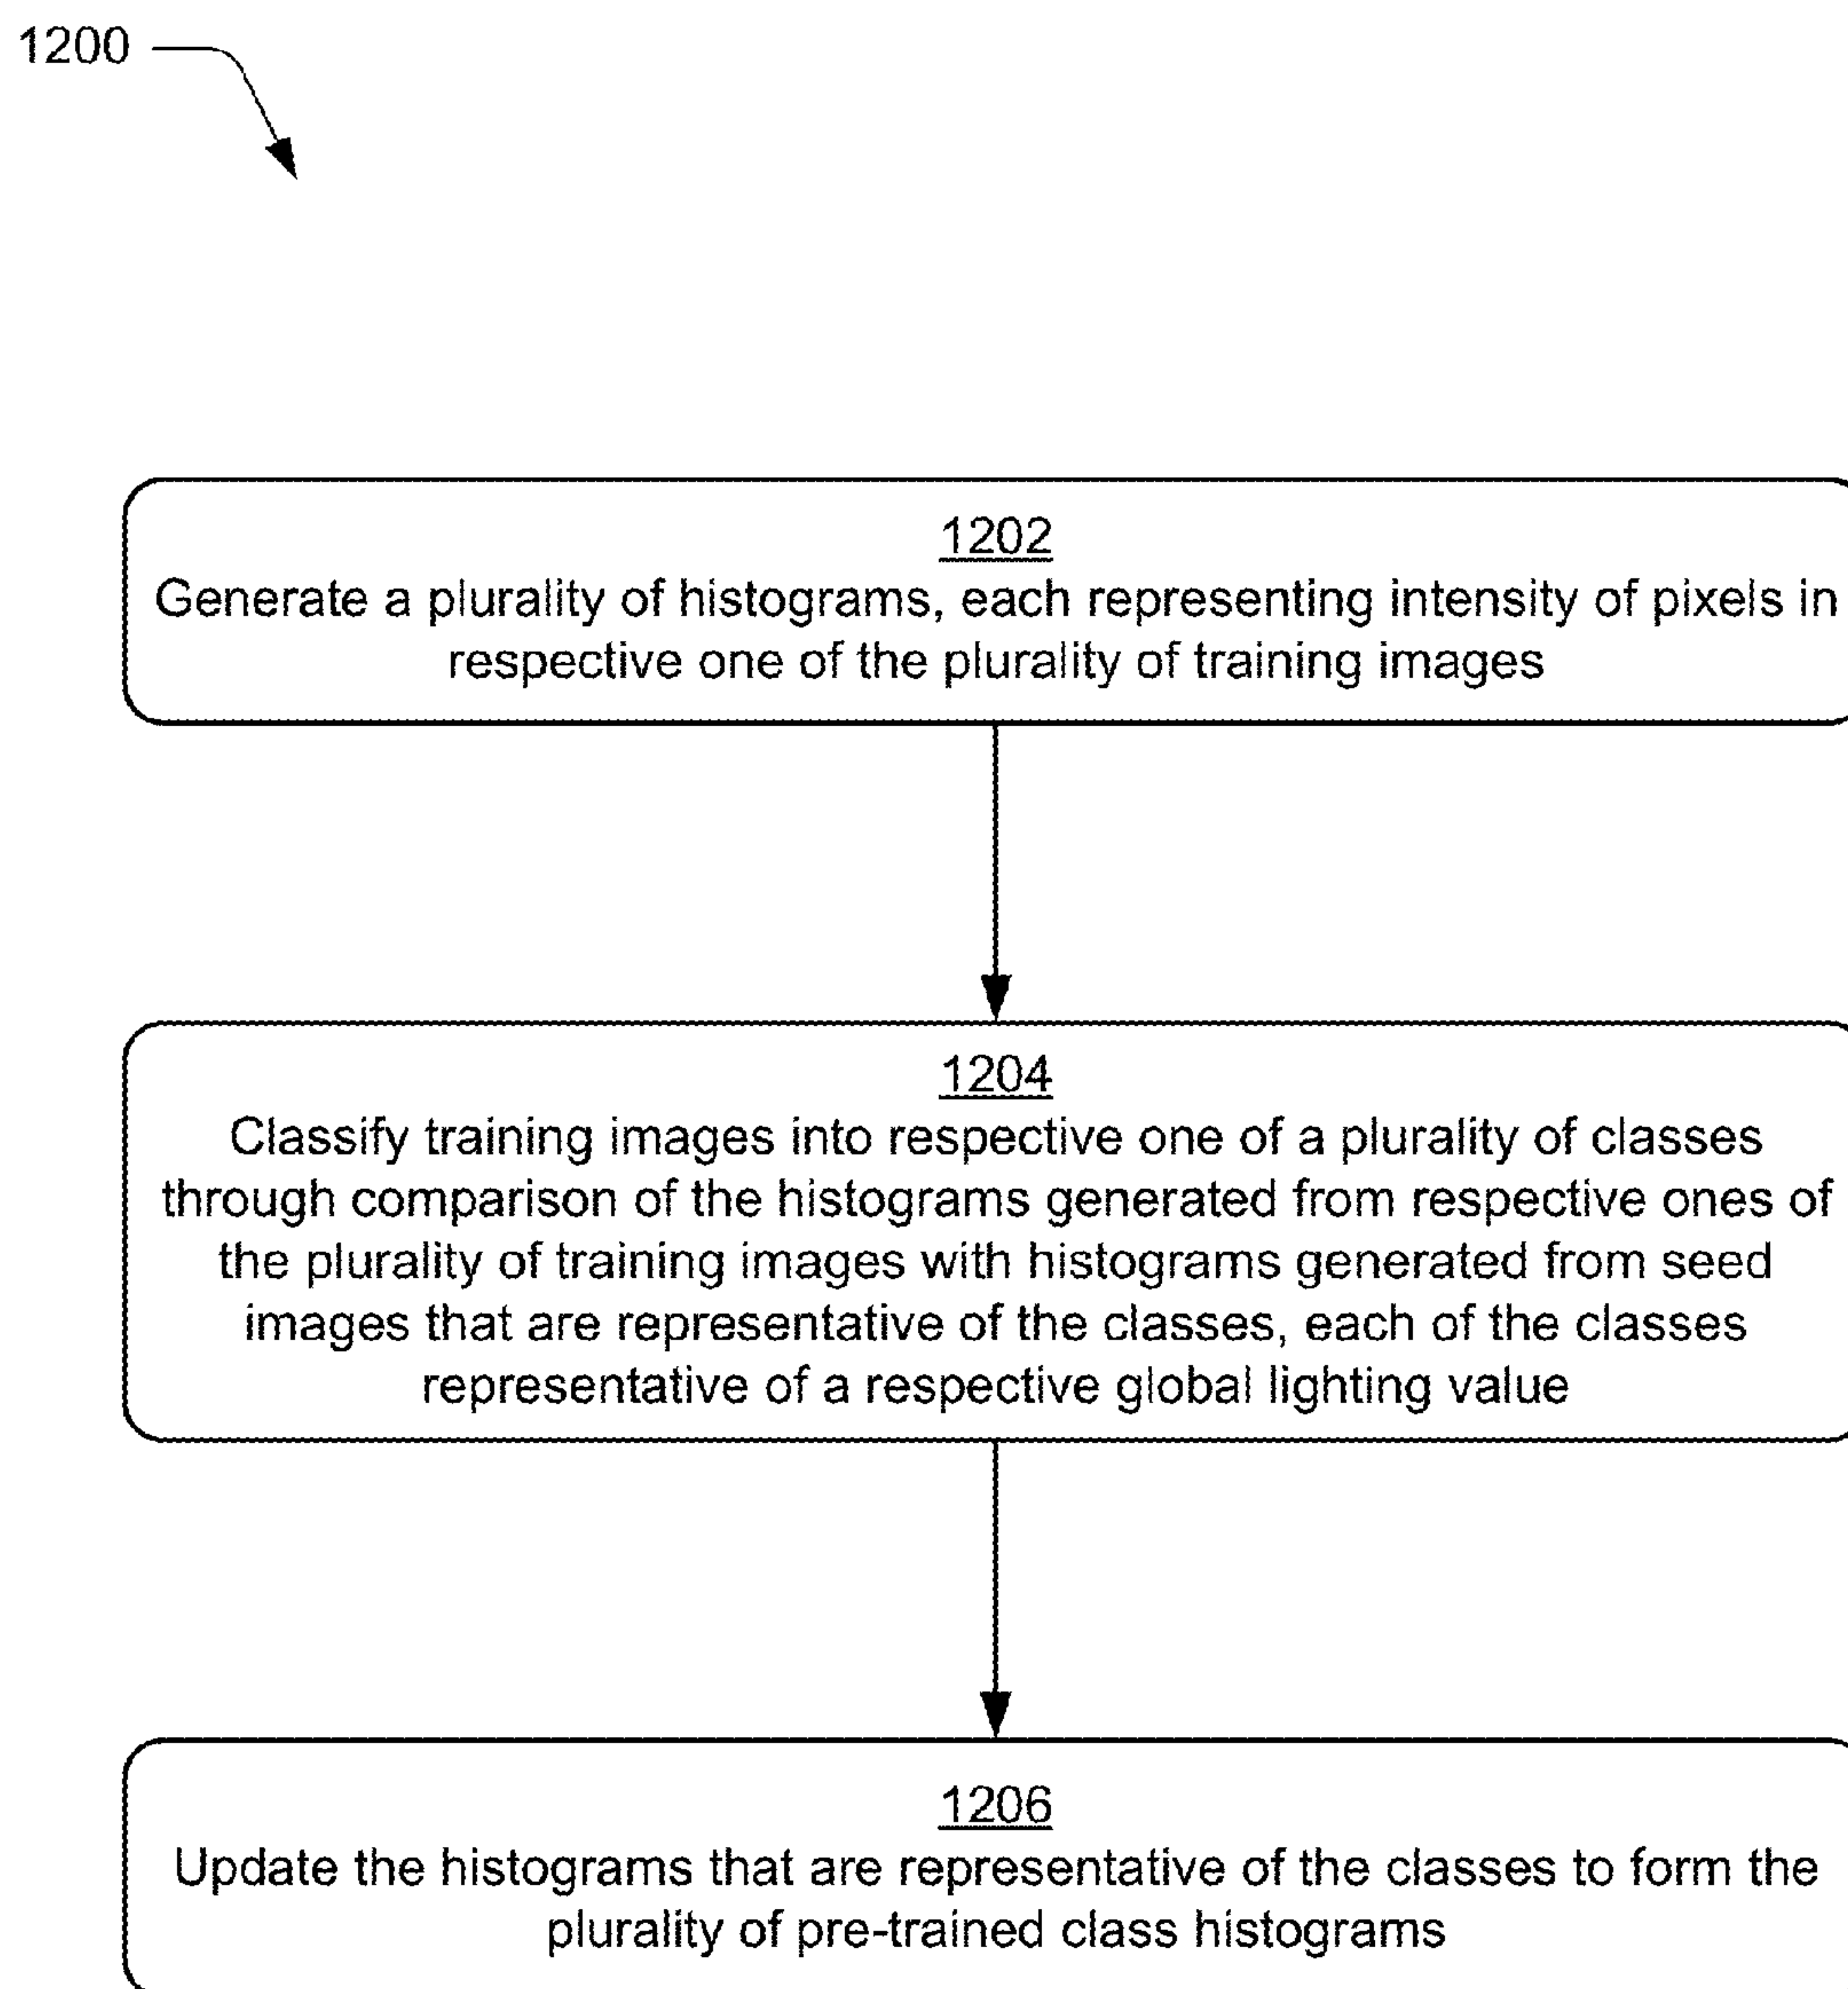 1200
1202
Generate a plurality of histograms, each representing intensity of pixels in
respective one of the plurality of training images
1204
Classify training images into respective one of a plurality of classes
through comparison of the histograms generated from respective ones of
the plurality of training images with histograms generated from seed
images that are representative of the classes, each of the classes
representative of a respective global lighting value
1206
Update the histograms that are representative of the classes to form the
plurality of pre-trained class histograms